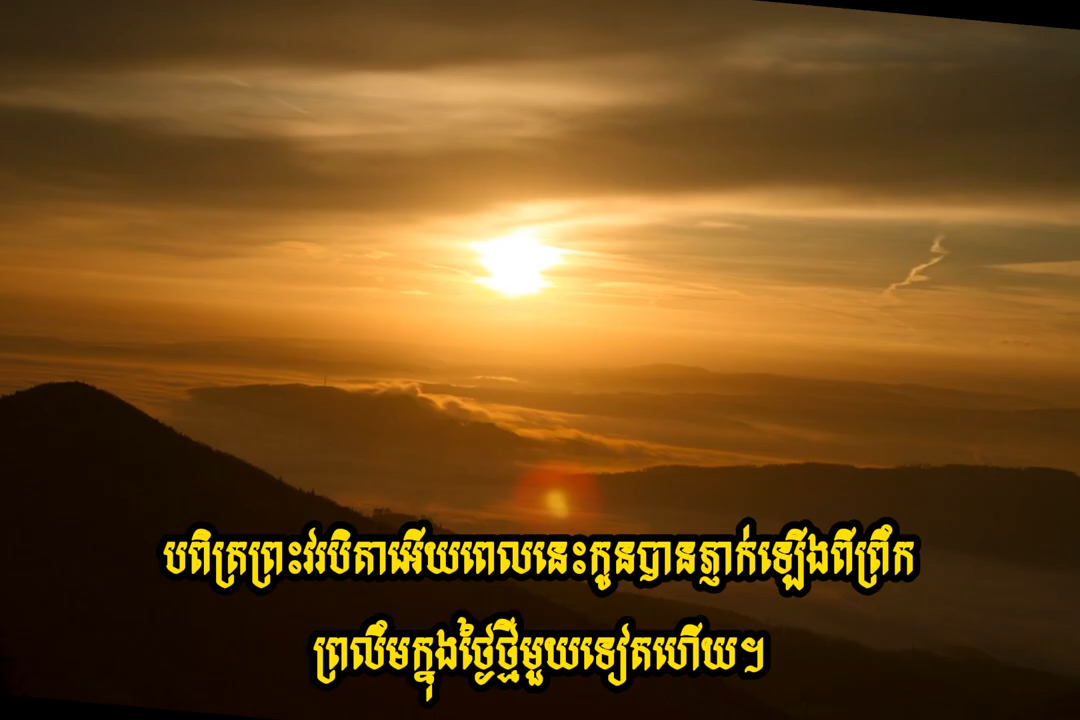 បពិត្រព្រះវរបិតាអើយពេលនេះកូនបានភ្ញាក់ឡើងពីព្រឹក
ព្រលឹមក្នុងថ្ងៃថ្មីមួយទៀតហើយ។